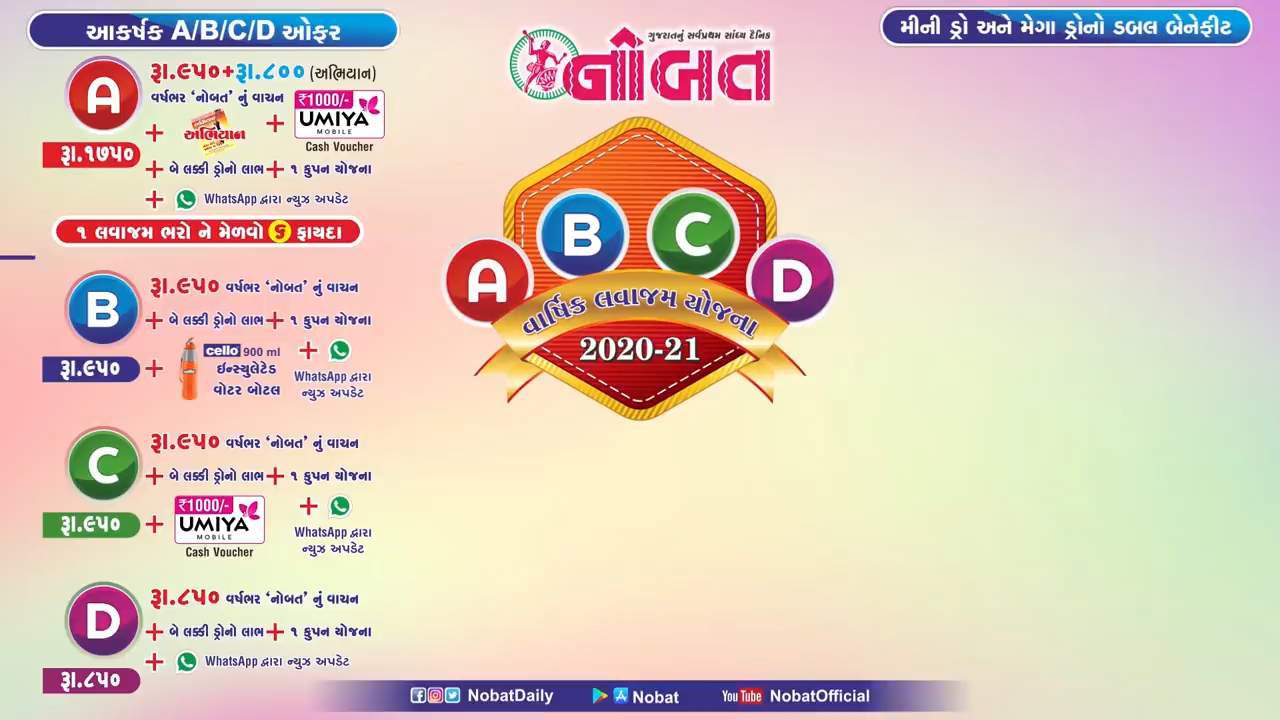 આકર્ષક A/B/C/D ઓફર
A
રૂા.૯૫૦+રૂા.૮૦૦ (અભિયાન)
વર્ષભર ‘નોબત’ નું વાચન
+ અભિયાન + ₹1000/- UMIYA MOBILE
Cash Voucher
રૂા.૧૭૫૦
+ બે લક્કી ડ્રોનો લાભ + ૧ કુપન યોજના
+ WhatsApp દ્વારા ન્યુઝ અપડેટ
૧ લવાજમ ભરો ને મેળવો ૬ ફાયદા
B
રૂા.૯૫૦ વર્ષભર ‘નોબત’ નું વાચન
+ બે લક્કી ડ્રોનો લાભ + ૧ કુપન યોજના
રૂા.૯૫૦
+ cello 900 ml
ઈન્સ્યુલેટેડ
વોટર બોટલ
+ WhatsApp દ્વારા
ન્યુઝ અપડેટ
C
રૂા.૯૫૦ વર્ષભર ‘નોબત’ નું વાચન
+ બે લક્કી ડ્રોનો લાભ + ૧ કુપન યોજના
રૂા.૯૫૦
+ ₹1000/- UMIYA MOBILE
Cash Voucher
+ WhatsApp દ્વારા
ન્યુઝ અપડેટ
D
રૂા.૮૫૦ વર્ષભર ‘નોબત’ નું વાચન
+ બે લક્કી ડ્રોનો લાભ + ૧ કુપન યોજના
+ WhatsApp દ્વારા ન્યુઝ અપડેટ
રૂા.૮૫૦
ગુજરાતનું સર્વપ્રથમ સાંધ્ય દૈનિક
નોબત
A B C D
વાર્ષિક લવાજમ યોજના
2020-21
મીની ડ્રો અને મેગા ડ્રોનો ડબલ બેનેફીટ
NobatDaily Nobat YouTube NobatOfficial